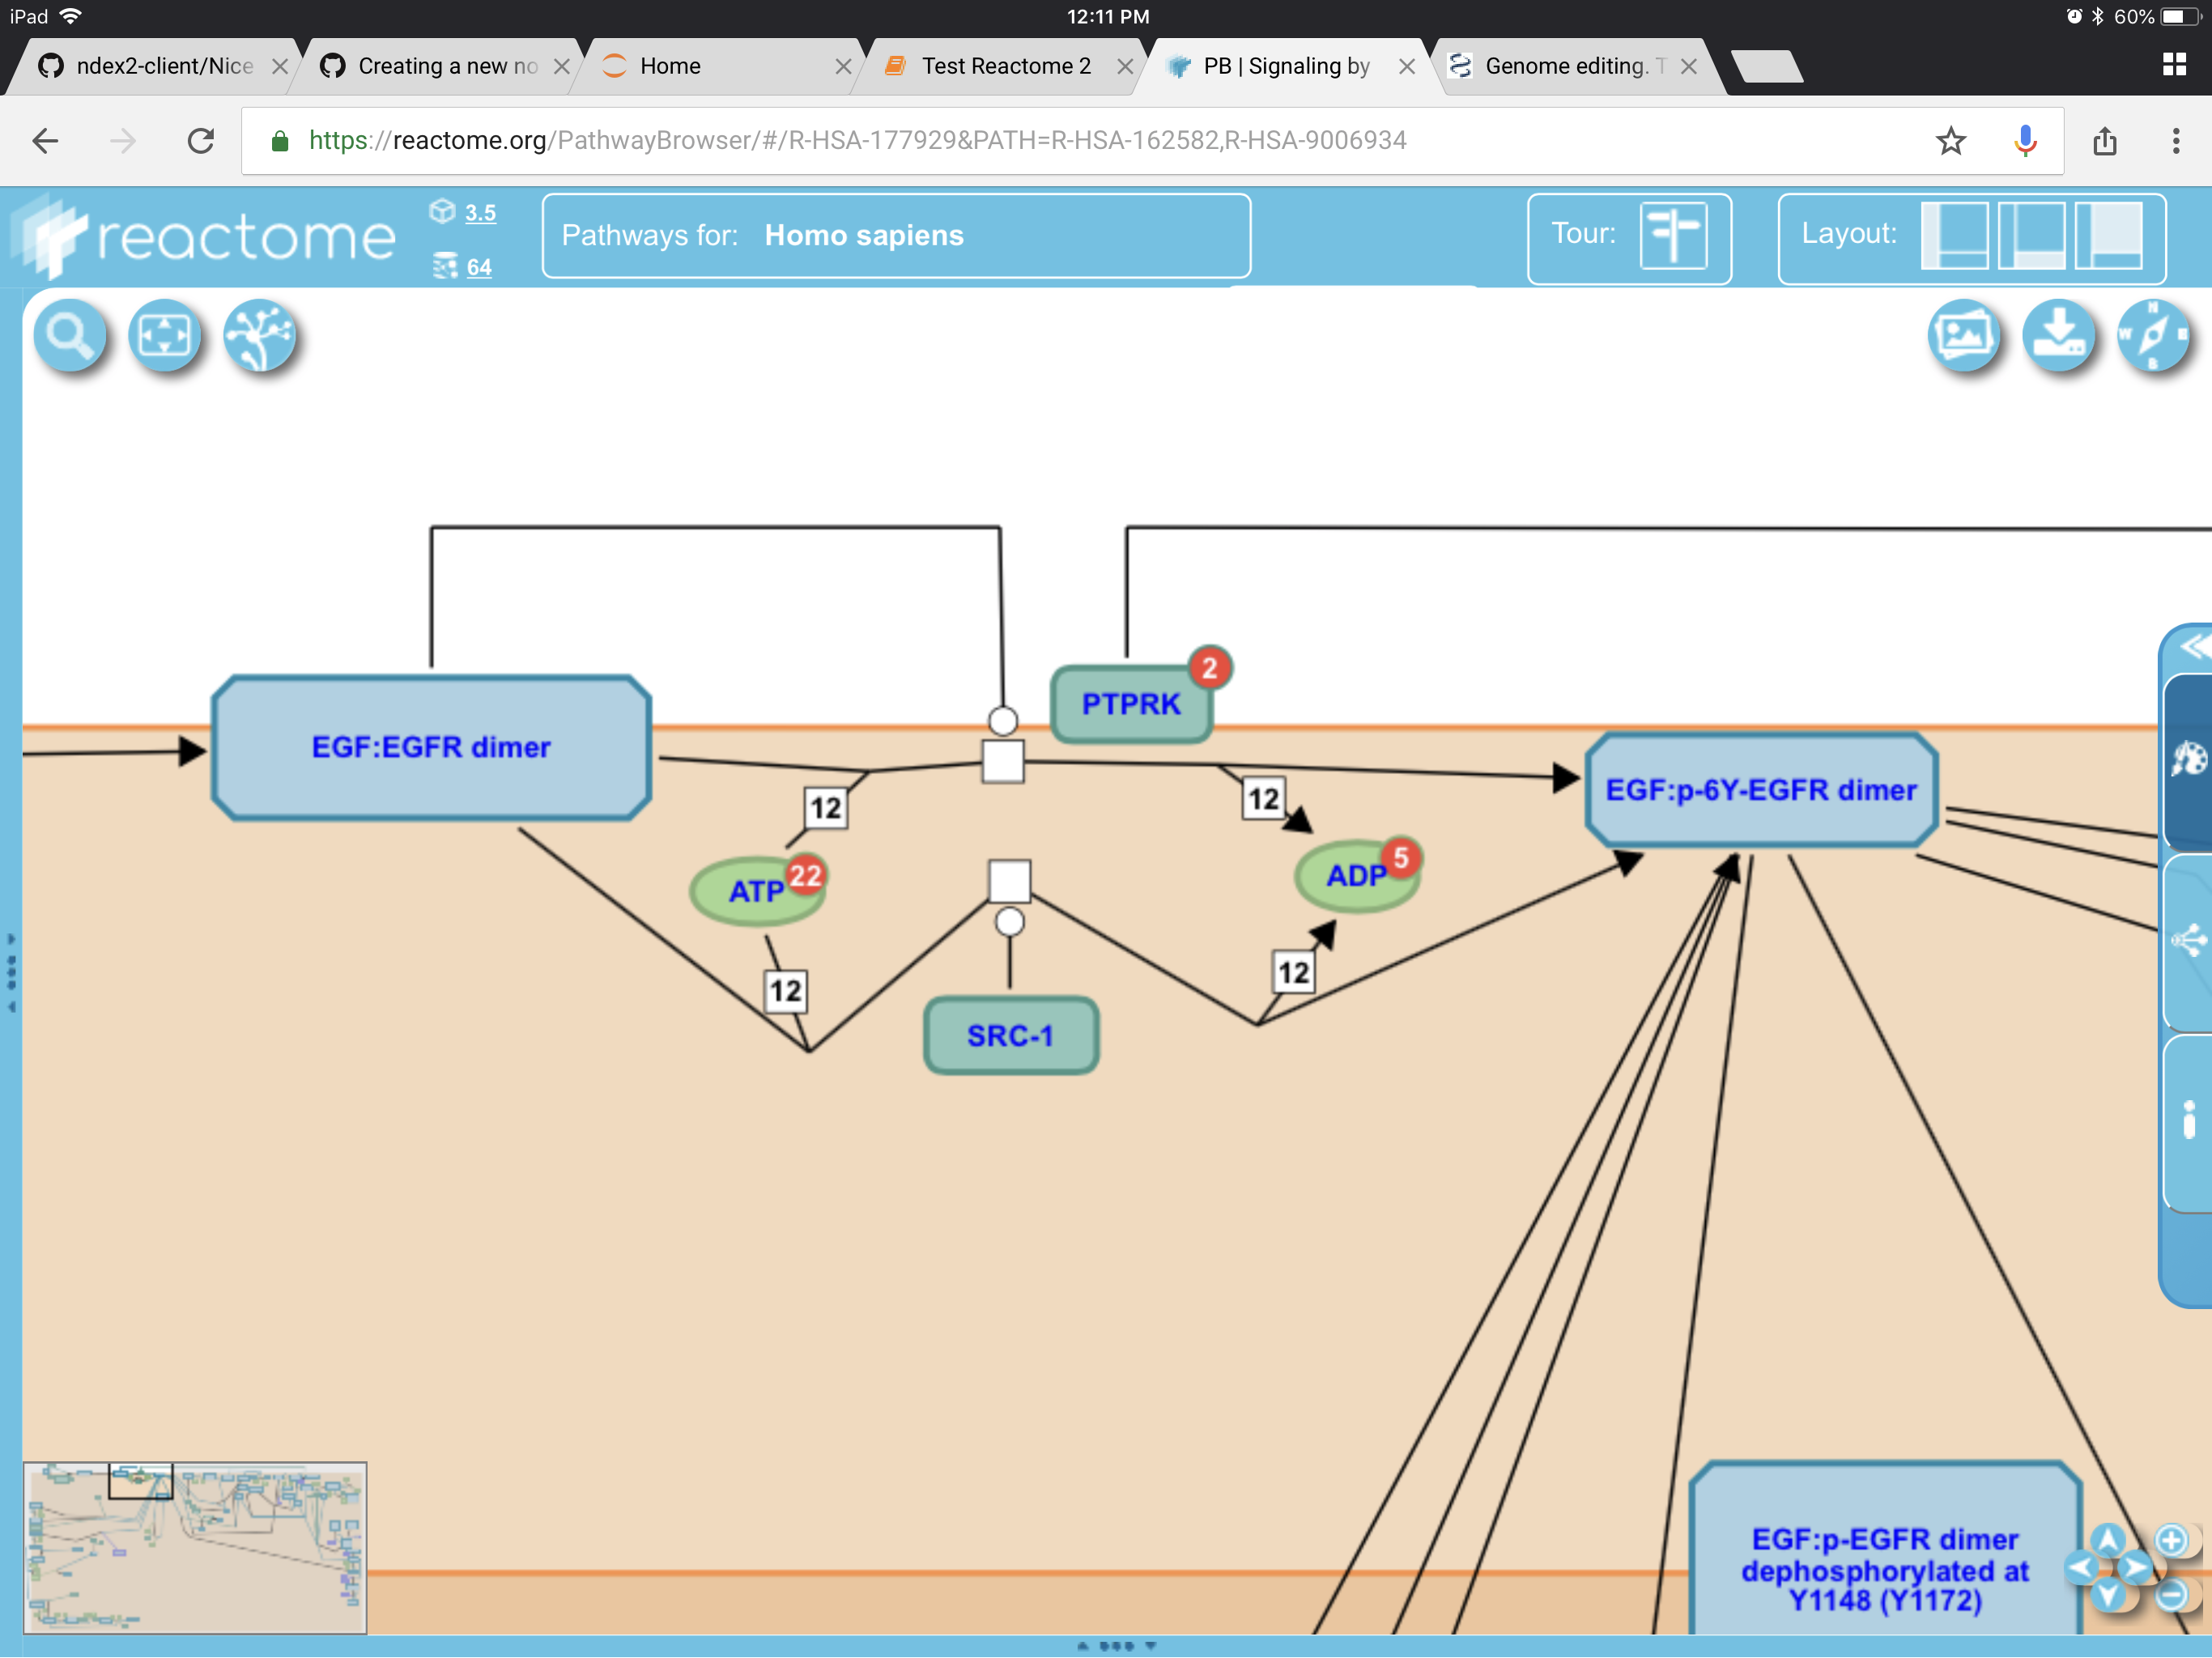 iPad
12:11 PM
60%
ndex2-client/Nice
Creating a new no
Home
Test Reactome 2
PB | Signaling by
Genome editing. T
https://reactome.org/PathwayBrowser/#/R-HSA-177929&PATH=R-HSA-162582,R-HSA-9006934
reactome
3.5
64
Pathways for: Homo sapiens
Tour:
Layout:
N
W
E
S
2
PTPRK
EGF:EGFR dimer
EGF:p-6Y-EGFR dimer
12
12
ATP
22
ADP
5
12
12
SRC-1
EGF:p-EGFR dimer
dephosphorylated at
Y1148 (Y1172)